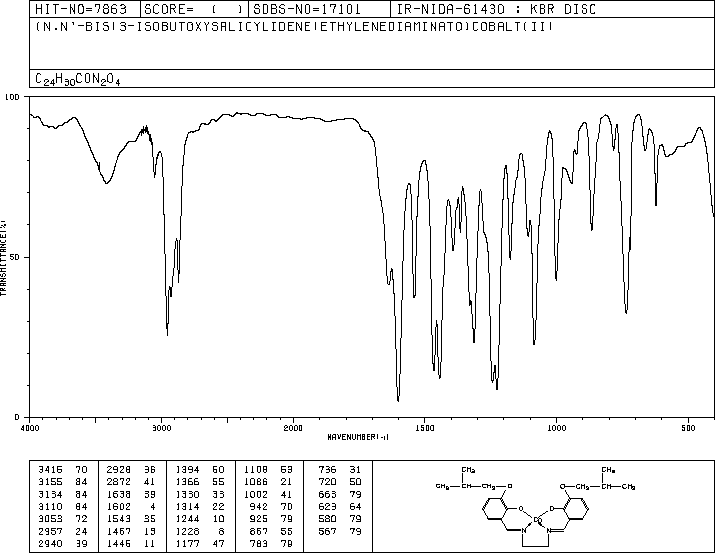 HIT-NO=7863 SCORE= ( ) SDBS-NO=17101 IR-NIDA-61430 : KBR DISC
(N,N'-BIS(3-ISOBUTOXYSALICYLIDENE)ETHYLENEDIAMINATO)COBALT(II)
C24H30CON2O4
100
50
0
TRANSMITTANCE(%)
4000 3000 2000 1500 1000 500
WAVENUMBER(-1)
3416 70 2928 36 1394 60 1108 63 736 31
3155 84 2872 41 1366 55 1086 21 720 50
3134 84 1638 39 1330 33 1002 41 663 79
3110 84 1602 4 1314 22 942 70 623 64
3053 72 1543 35 1244 10 925 79 580 79
2957 24 1467 13 1228 8 867 55 567 79
2940 39 1446 11 1177 47 783 79
CH3 CH3
CH3 CH CH2 O O CH2 CH CH3
O O
Co
N N